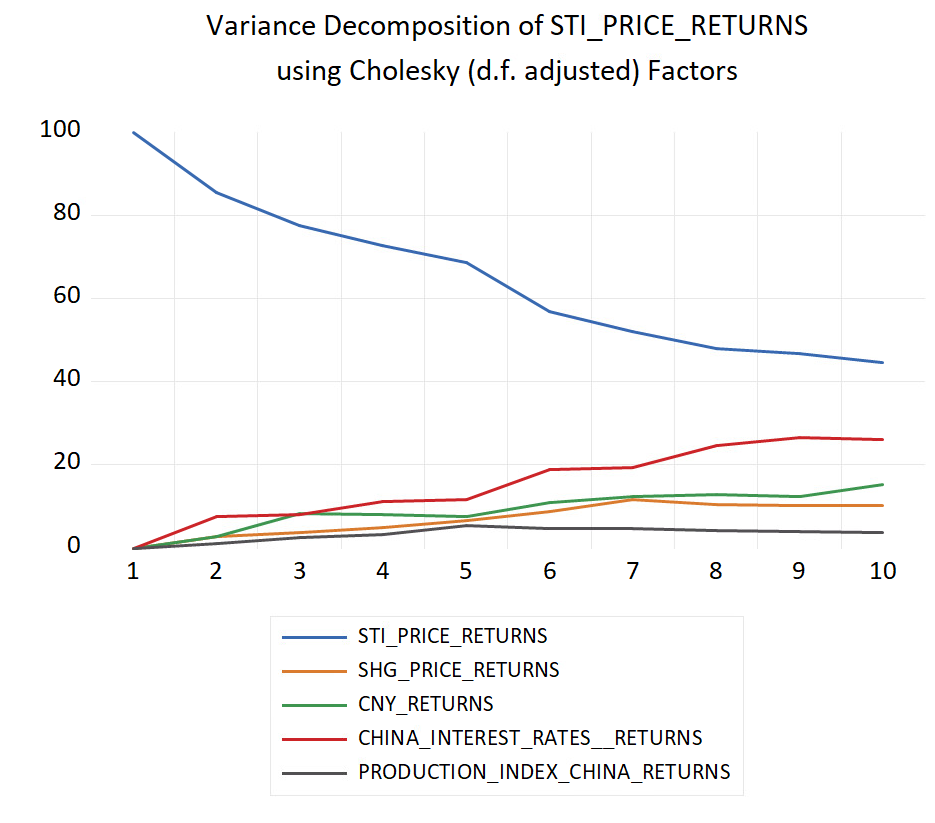 Variance Decomposition of STI_PRICE_RETURNS
using Cholesky (d.f. adjusted) Factors
100
80
60
40
20
0
1 2 3 4 5 6 7 8 9 10
STI_PRICE_RETURNS
SHG_PRICE_RETURNS
CNY_RETURNS
CHINA_INTEREST_RATES__RETURNS
PRODUCTION_INDEX_CHINA_RETURNS